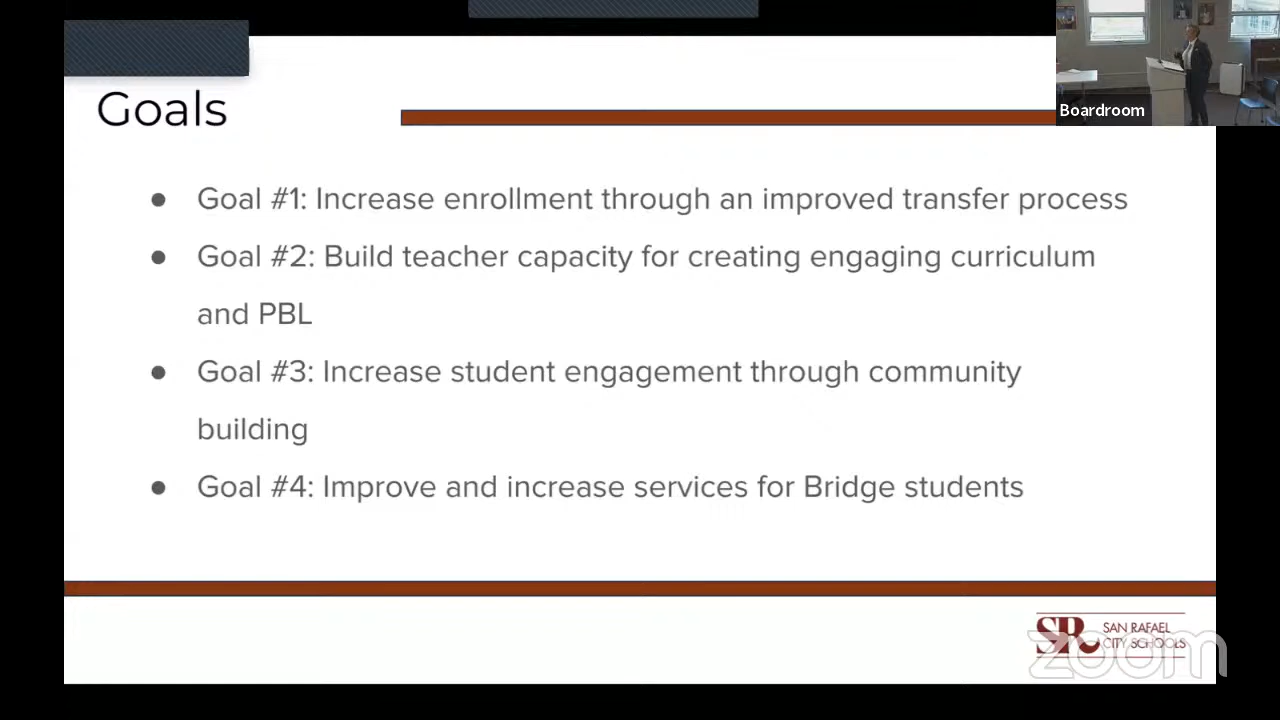 Boardroom
Goals
● Goal #1: Increase enrollment through an improved transfer process
● Goal #2: Build teacher capacity for creating engaging curriculum
and PBL
● Goal #3: Increase student engagement through community
building
● Goal #4: Improve and increase services for Bridge students
SR SAN RAFAEL
CITY SCHOOLS
zoom